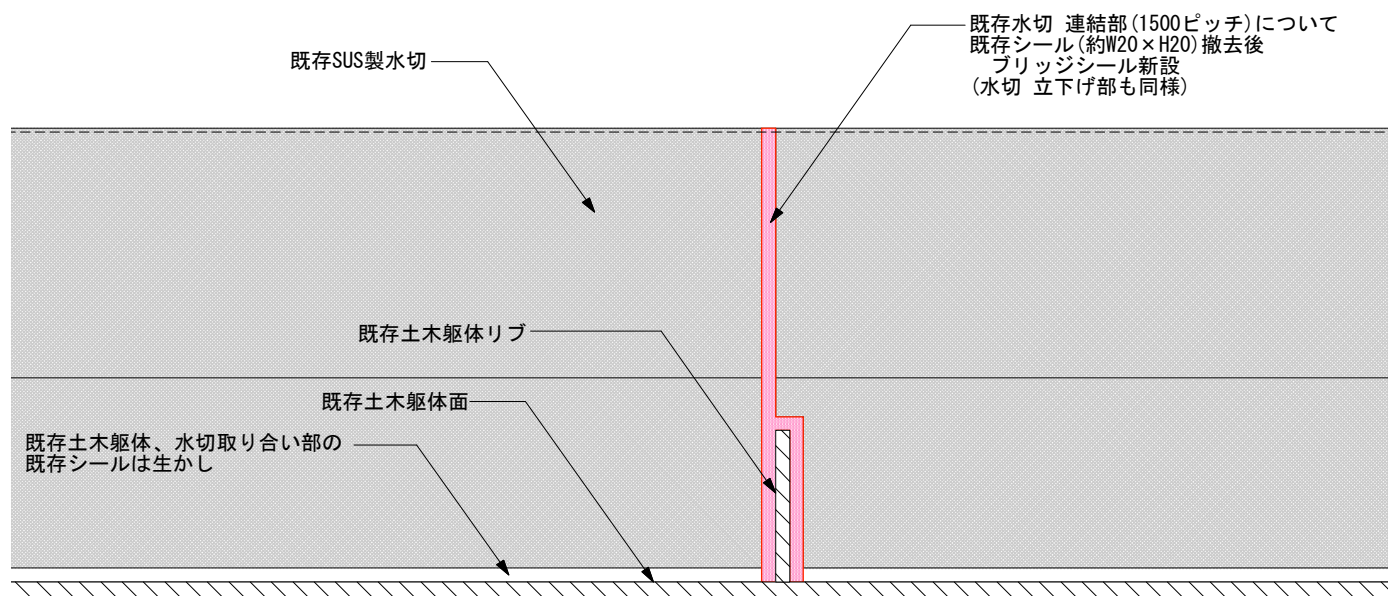 既存水切 連結部(1500ピッチ)について
既存シール(約W20×H20)撤去後
ブリッジシール新設
(水切 立下げ部も同様)
既存SUS製水切
既存土木躯体リブ
既存土木躯体面
既存土木躯体、水切取り合い部の
既存シールは生かし